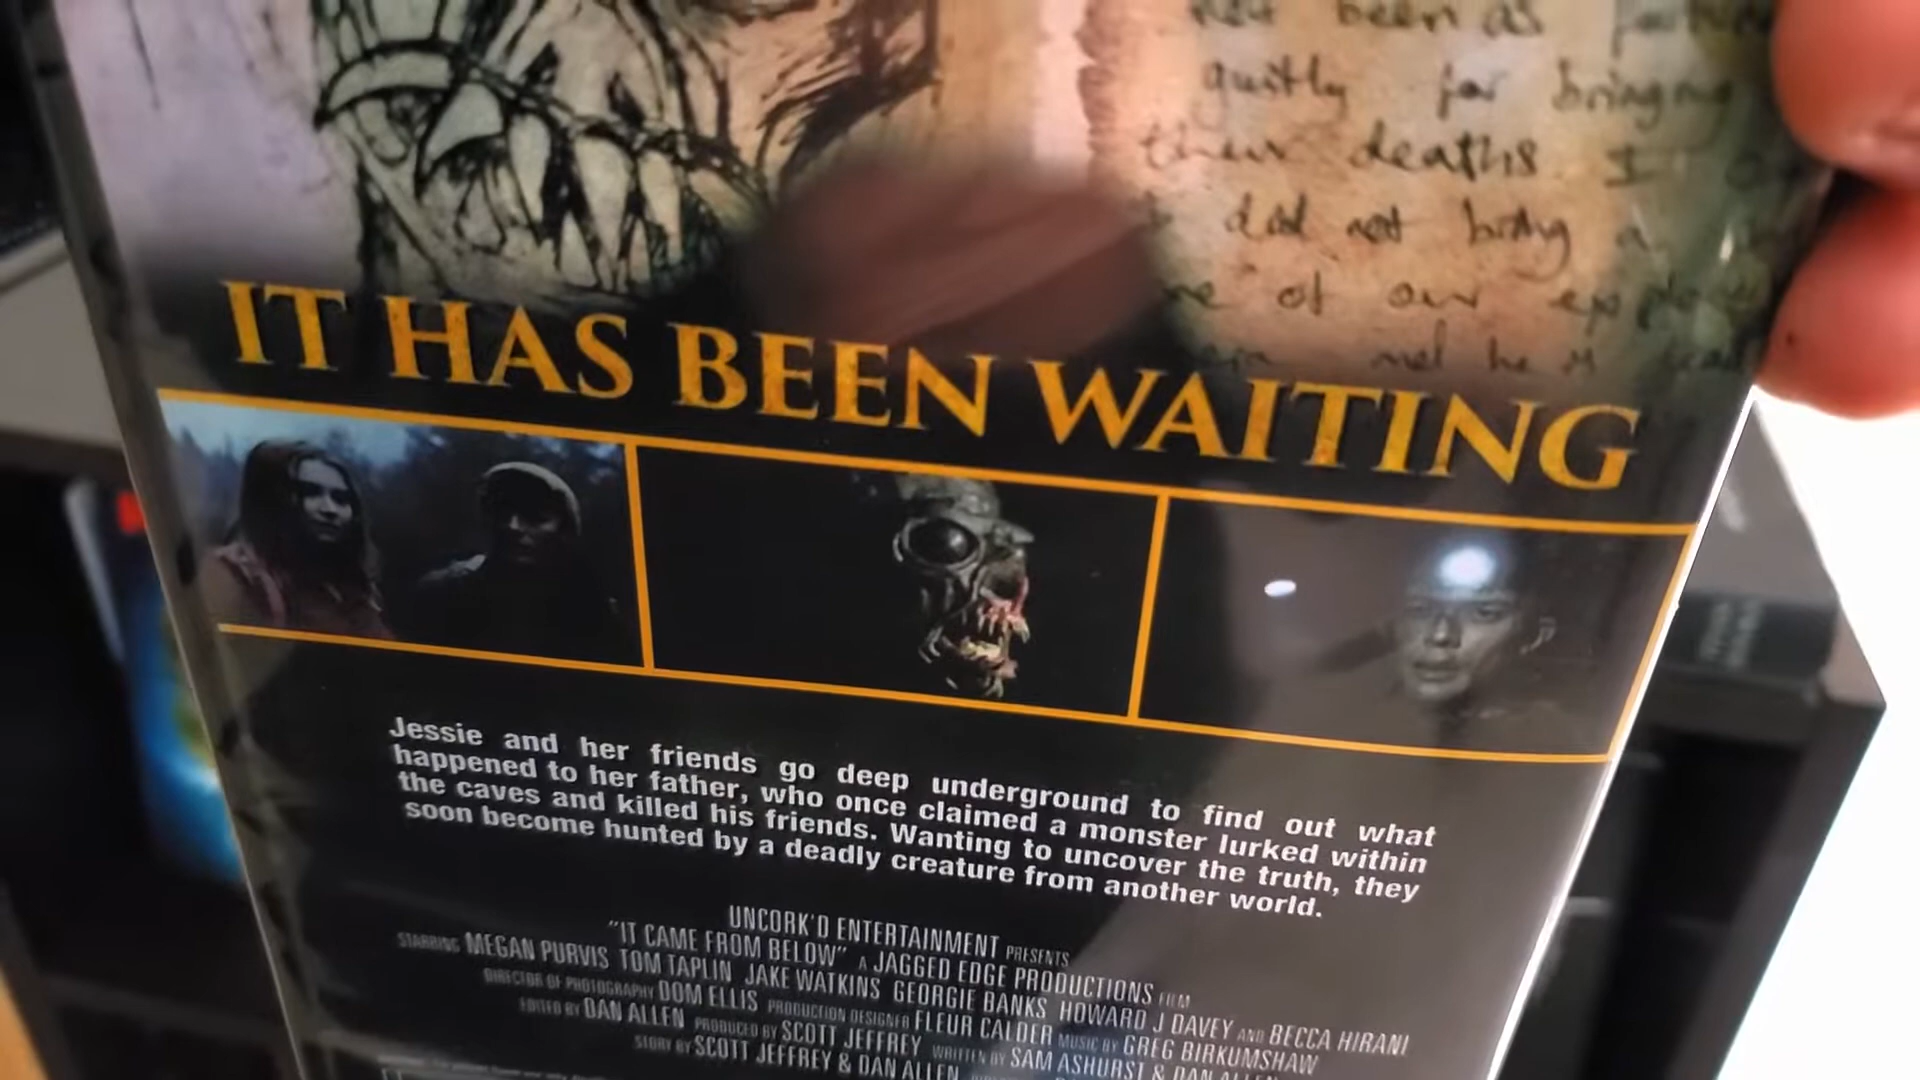 been as
guilty for bringing
their deaths I
did not bring a
of our
met he is
IT HAS BEEN WAITING
Jessie and her friends go deep underground to find out what
happened to her father, who once claimed a monster lurked within
the caves and killed his friends. Wanting to uncover the truth, they
soon become hunted by a deadly creature from another world.
UNCORK'D ENTERTAINMENT PRESENTS
"IT CAME FROM BELOW" A JAGGED EDGE PRODUCTIONS FILM
STARRING MEGAN PURVIS TOM TAPLIN JAKE WATKINS GEORGIE BANKS HOWARD J DAVEY AND BECCA HIRANI
DIRECTOR OF PHOTOGRAPHY DOM ELLIS PRODUCTION DESIGNER FLEUR CALDER MUSIC BY GREG BIRKUMSHAW
EDITED BY DAN ALLEN PRODUCED BY SCOTT JEFFREY WRITTEN BY SAM ASHURST & DAN ALLEN
STORY BY SCOTT JEFFREY & DAN ALLEN